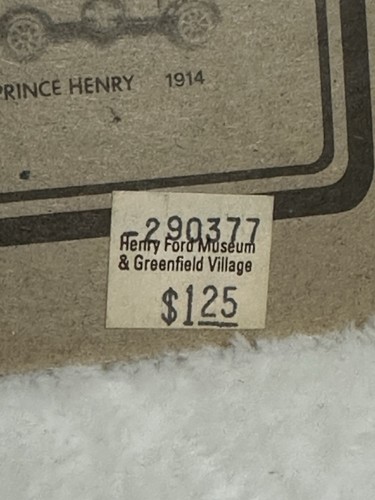 PRINCE HENRY 1914
-290377
Henry Ford Museum
& Greenfield Village
$125